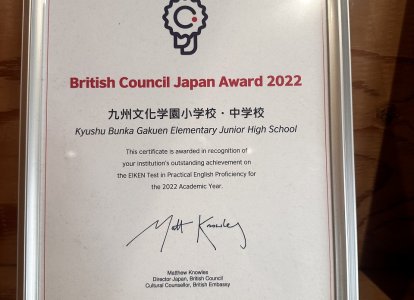 British Council Japan Award 2022
九州文化学園小学校・中学校
Kyushu Bunka Gakuen Elementary Junior High School
This certificate is awarded in recognition of
your institution's outstanding achievement on
the EIKEN Test in Practical English Proficiency for
the 2022 Academic Year.
Matt Knowles
Matthew Knowles
Director Japan, British Council
Cultural Counsellor, British Embassy